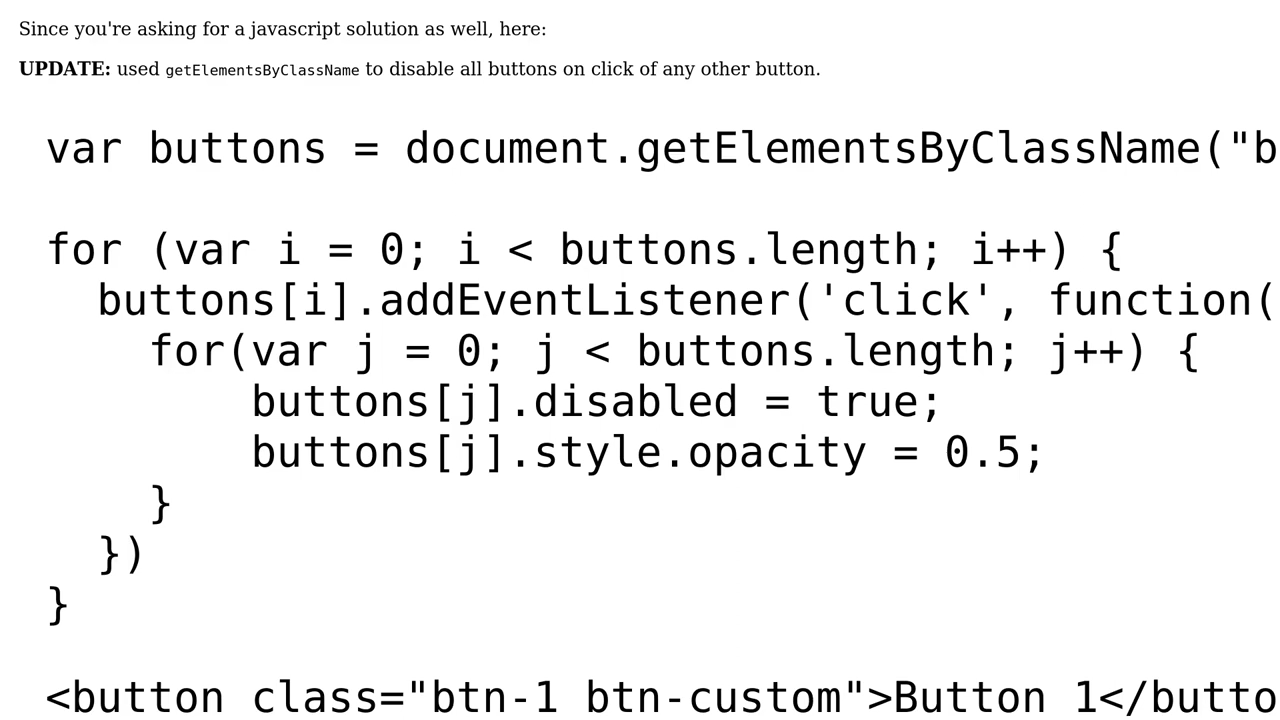 Since you're asking for a javascript solution as well, here:
UPDATE: used getElementsByClassName to disable all buttons on click of any other button.
var buttons = document.getElementsByClassName("b
for (var i = 0; i < buttons.length; i++) {
  buttons[i].addEventListener('click', function(
    for(var j = 0; j < buttons.length; j++) {
        buttons[j].disabled = true;
        buttons[j].style.opacity = 0.5;
    }
  })
}
<button class="btn-1 btn-custom">Button 1</butto